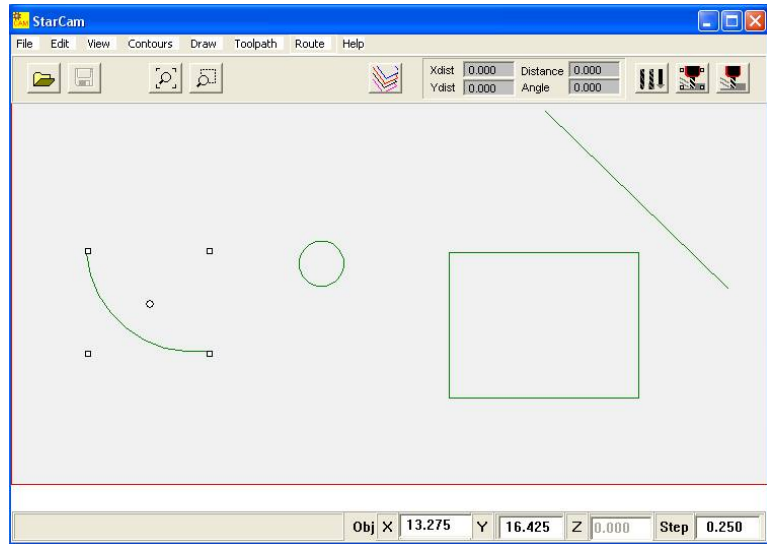 StarCam
File Edit View Contours Draw Toolpath Route Help
Xdist 0.000 Distance 0.000
Ydist 0.000 Angle 0.000
Obj X 13.275 Y 16.425 Z 0.000 Step 0.250